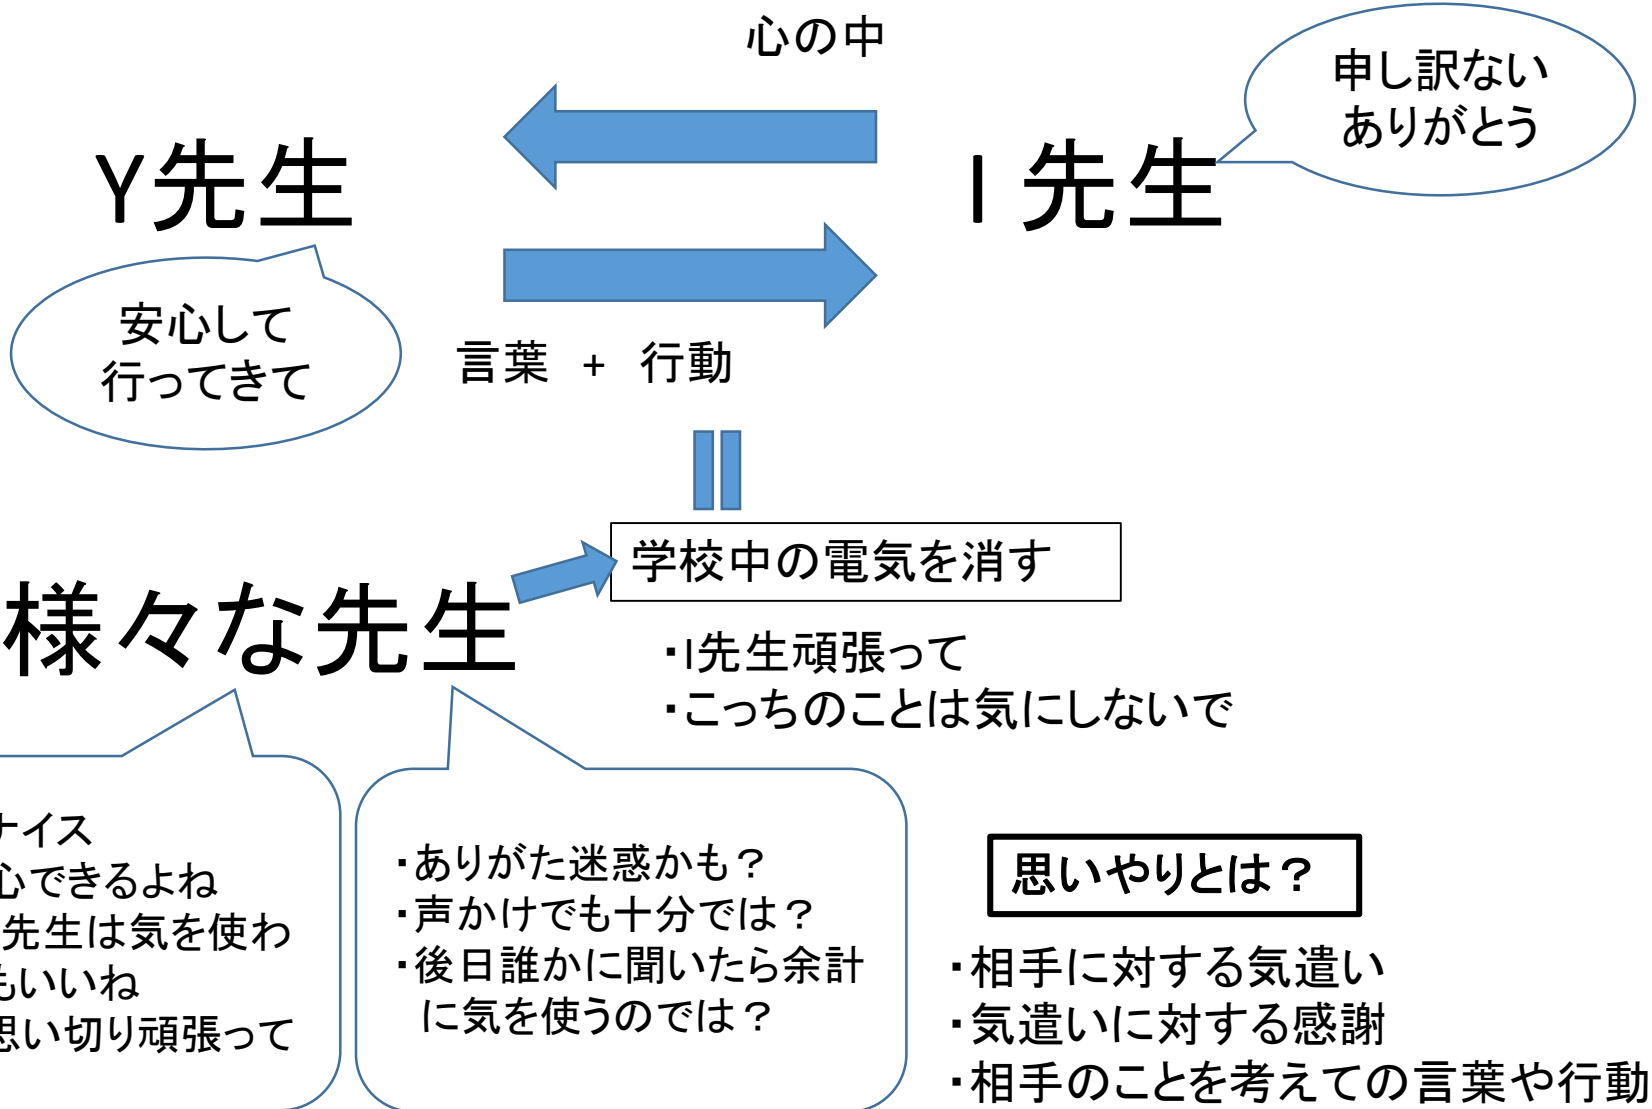 心の中
申し訳ない
ありがとう
Y先生
I 先生
安心して
行ってきて
言葉 + 行動
学校中の電気を消す
様々な先生
・I先生頑張って
・こっちのことは気にしないで
ナイス
心できるよね
先生は気を使わ
もいいね
思い切り頑張って
・ありがた迷惑かも？
・声かけでも十分では？
・後日誰かに聞いたら余計
に気を使うのでは？
思いやりとは？
・相手に対する気遣い
・気遣いに対する感謝
・相手のことを考えての言葉や行動